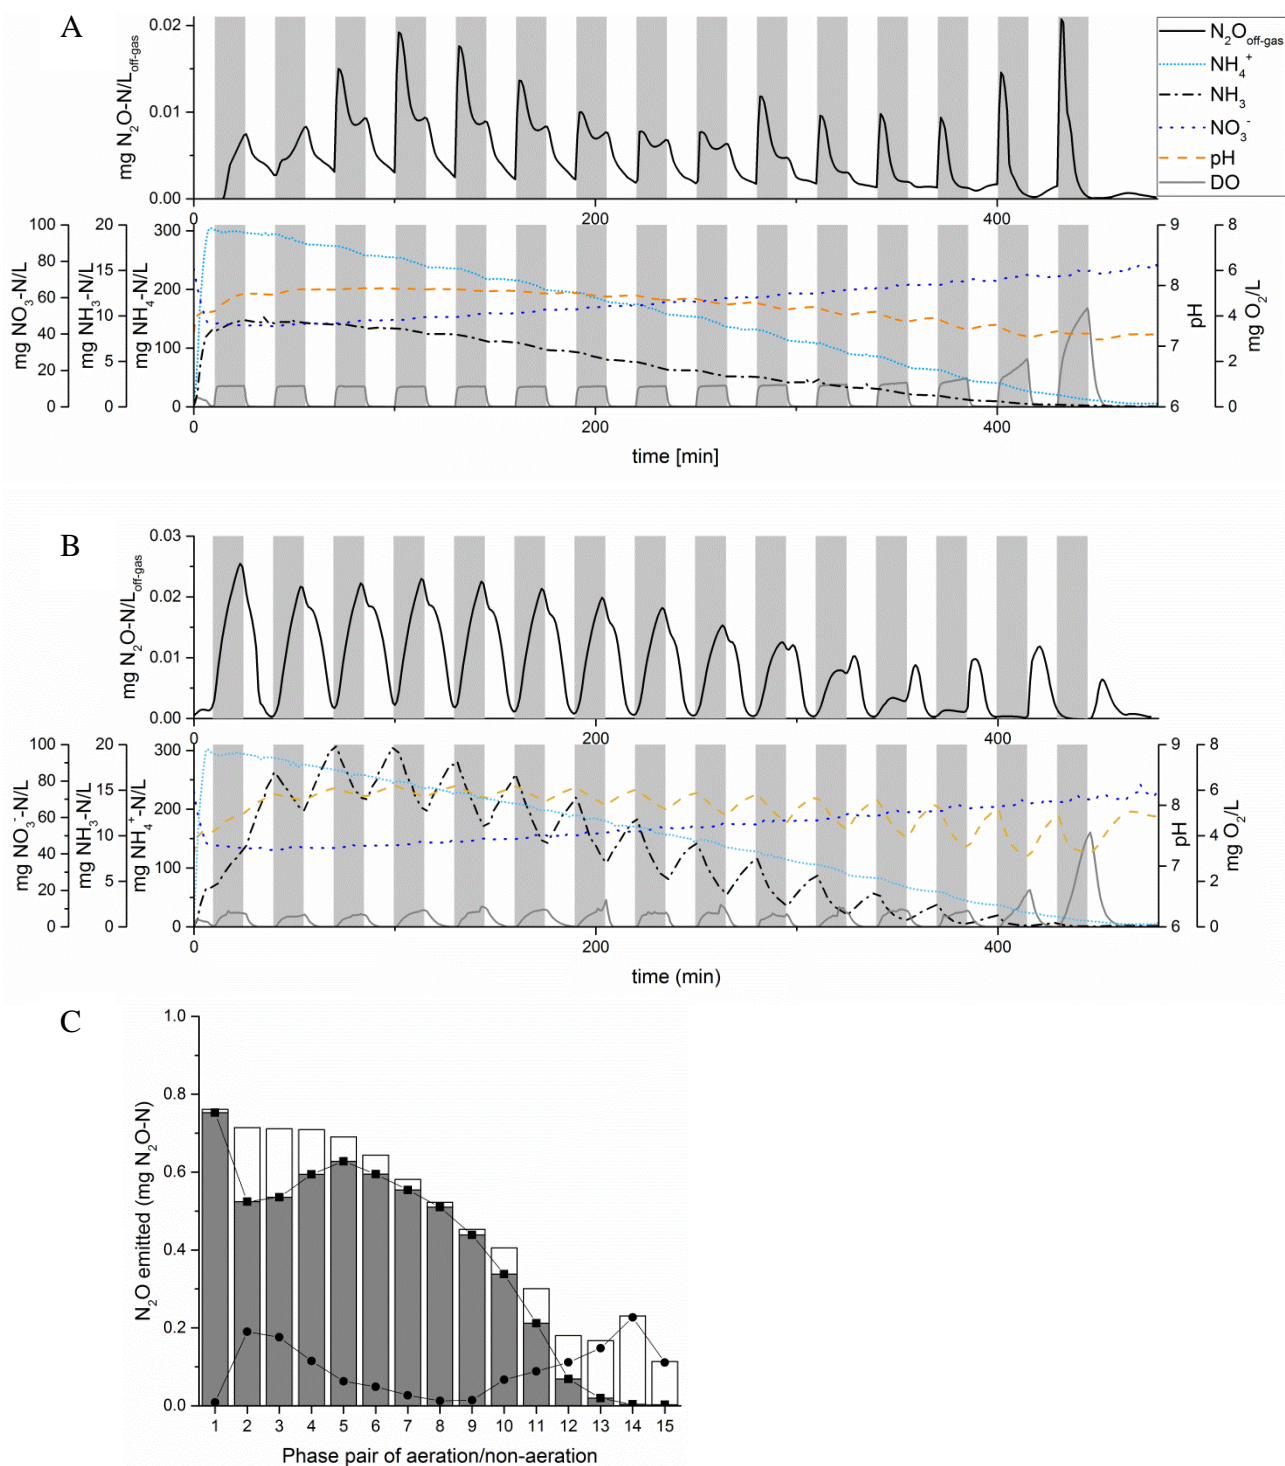 A
mg N₂O-N/L_off-gas
0.02
0.01
0.00
0 200 400
N₂O_off-gas
NH₄⁺
NH₃
NO₃⁻
pH
DO
mg NO₃-N/L
100
80
60
40
20
0
mg NH₃-N/L
20
15
10
5
0
mg NH₄-N/L
300
200
100
0
9
8
7
6
pH
8
6
4
2
0
mg O₂/L
0 200 400
time [min]
B
mg N₂O-N/L_off-gas
0.03
0.02
0.01
0.00
0 200 400
mg NO₃⁻-N/L
100
80
60
40
20
0
mg NH₃-N/L
20
15
10
5
0
mg NH₄⁺-N/L
300
200
100
0
9
8
7
6
pH
8
6
4
2
0
mg O₂/L
0 200 400
time (min)
C
N₂O emitted (mg N₂O-N)
1.0
0.8
0.6
0.4
0.2
0.0
1 2 3 4 5 6 7 8 9 10 11 12 13 14 15
Phase pair of aeration/non-aeration